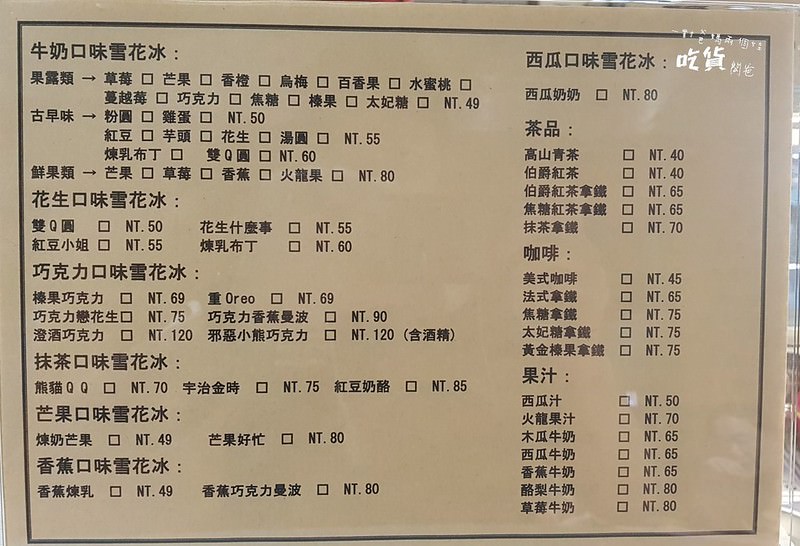 牛奶口味雪花冰：
果露類 → 草莓 □ 芒果 □ 香橙 □ 烏梅 □ 百香果 □ 水蜜桃 □
蔓越莓 □ 巧克力 □ 焦糖 □ 榛果 □ 太妃糖 □ NT.49
古早味 → 粉圓 □ 雞蛋 □ NT.50
紅豆 □ 芋頭 □ 花生 □ 湯圓 □ NT.55
煉乳布丁 □ 雙Q圓 □ NT.60
鮮果類 → 芒果 □ 草莓 □ 香蕉 □ 火龍果 □ NT.80
花生口味雪花冰：
雙Q圓 □ NT.50 花生什麼事 □ NT.55
紅豆小姐 □ NT.55 煉乳布丁 □ NT.60
巧克力口味雪花冰：
榛果巧克力 □ NT.69 重Oreo □ NT.69
巧克力戀花生□ NT.75 巧克力香蕉曼波 □ NT.90
澄酒巧克力 □ NT.120 邪惡小熊巧克力 □ NT.120 (含酒精)
抹茶口味雪花冰：
熊貓QQ □ NT.70 宇治金時 □ NT.75 紅豆奶酪 □ NT.85
芒果口味雪花冰：
煉奶芒果 □ NT.49 芒果好忙 □ NT.80
香蕉口味雪花冰：
香蕉煉乳 □ NT.49 香蕉巧克力曼波 □ NT.80
西瓜口味雪花冰：
西瓜奶奶 □ NT.80
茶品：
高山青茶 □ NT.40
伯爵紅茶 □ NT.40
伯爵紅茶拿鐵 □ NT.65
焦糖紅茶拿鐵 □ NT.65
抹茶拿鐵 □ NT.70
咖啡：
美式咖啡 □ NT.45
法式拿鐵 □ NT.65
焦糖拿鐵 □ NT.75
太妃糖拿鐵 □ NT.75
黃金榛果拿鐵 □ NT.75
果汁：
西瓜汁 □ NT.50
火龍果汁 □ NT.70
木瓜牛奶 □ NT.65
西瓜牛奶 □ NT.65
香蕉牛奶 □ NT.65
酪梨牛奶 □ NT.80
草莓牛奶 □ NT.80
吃貨